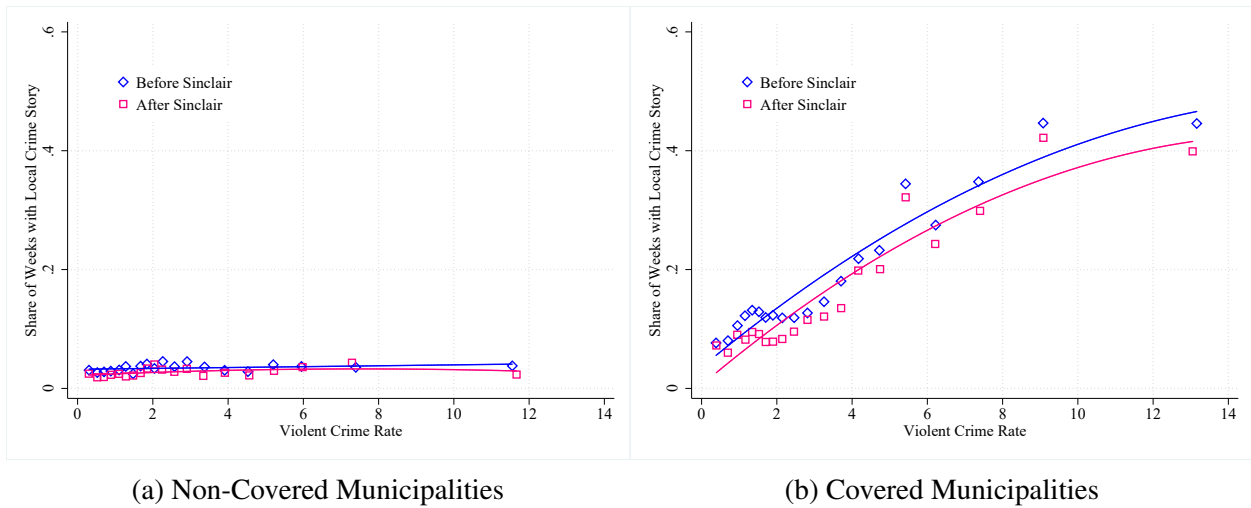 Share of Weeks with Local Crime Story
.6
.4
.2
0
Before Sinclair
After Sinclair
0 2 4 6 8 10 12 14
Violent Crime Rate
(a) Non-Covered Municipalities
Share of Weeks with Local Crime Story
.6
.4
.2
0
Before Sinclair
After Sinclair
0 2 4 6 8 10 12 14
Violent Crime Rate
(b) Covered Municipalities